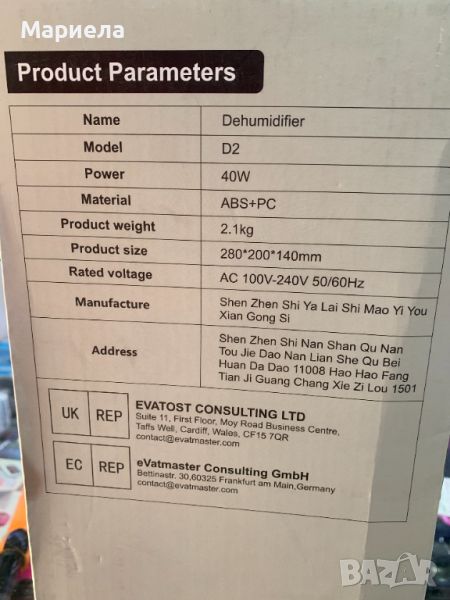 Мариела
Product Parameters
Name Dehumidifier
Model D2
Power 40W
Material ABS+PC
Product weight 2.1kg
Product size 280*200*140mm
Rated voltage AC 100V-240V 50/60Hz
Manufacture Shen Zhen Shi Ya Lai Shi Mao Yi You
Xian Gong Si
Address Shen Zhen Shi Nan Shan Qu Nan
Tou Jie Dao Nan Lian She Qu Bei
Huan Da Dao 11008 Hao Hao Fang
Tian Ji Guang Chang Xie Zi Lou 1501
UK REP EVATOST CONSULTING LTD
Suite 11, First Floor, Moy Road Business Centre,
Taffs Well, Cardiff, Wales, CF15 7QR
contact@evatmaster.com
EC REP eVatmaster Consulting GmbH
Bettinastr. 30,60325 Frankfurt am Main,Germany
contact@evatmaster.com
BAZAR